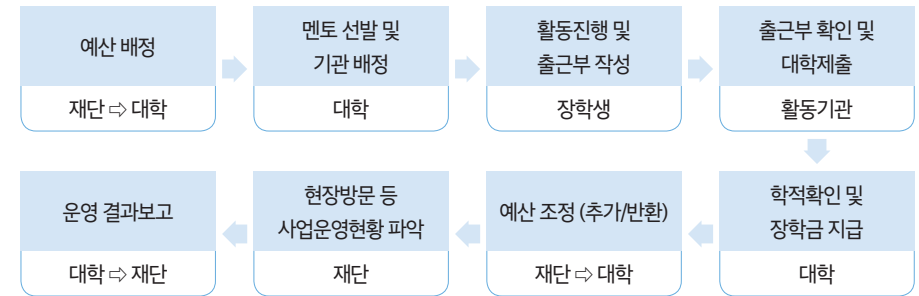 예산 배정
재단 ⇨ 대학
멘토 선발 및
기관 배정
대학
활동진행 및
출근부 작성
장학생
출근부 확인 및
대학제출
활동기관
학적확인 및
장학금 지급
대학
예산 조정 (추가/반환)
재단 ⇨ 대학
현장방문 등
사업운영현황 파악
재단
운영 결과보고
대학 ⇨ 재단